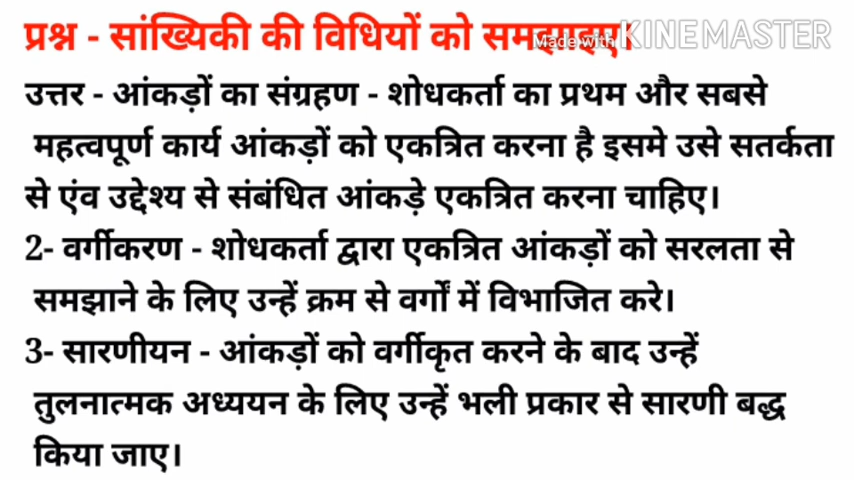 प्रश्न - सांख्यिकी की विधियों को समझाइए।
Made with KINEMASTER
उत्तर - आंकड़ों का संग्रहण - शोधकर्ता का प्रथम और सबसे
महत्वपूर्ण कार्य आंकड़ों को एकत्रित करना है इसमे उसे सतर्कता
से एंव उद्देश्य से संबंधित आंकड़े एकत्रित करना चाहिए।
2- वर्गीकरण - शोधकर्ता द्वारा एकत्रित आंकड़ों को सरलता से
समझाने के लिए उन्हें क्रम से वर्गों में विभाजित करे।
3- सारणीयन - आंकड़ों को वर्गीकृत करने के बाद उन्हें
तुलनात्मक अध्ययन के लिए उन्हें भली प्रकार से सारणी बद्ध
किया जाए।